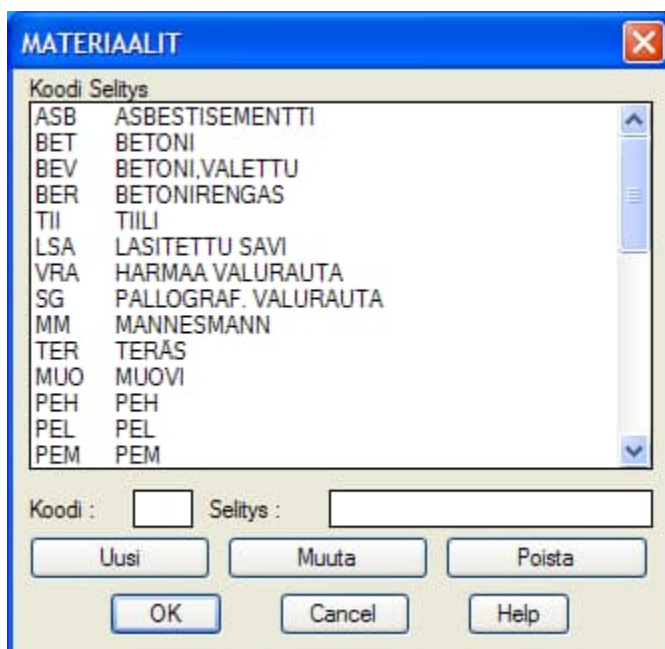 MATERIAALIT
Koodi Selitys
ASB ASBESTISEMENTTI
BET BETONI
BEV BETONI,VALETTU
BER BETONIRENGAS
TII TIILI
LSA LASITETTU SAVI
VRA HARMAA VALURAUTA
SG PALLOGRAF. VALURAUTA
MM MANNESMANN
TER TERÄS
MUO MUOVI
PEH PEH
PEL PEL
PEM PEM
Koodi : Selitys :
Uusi Muuta Poista
OK Cancel Help